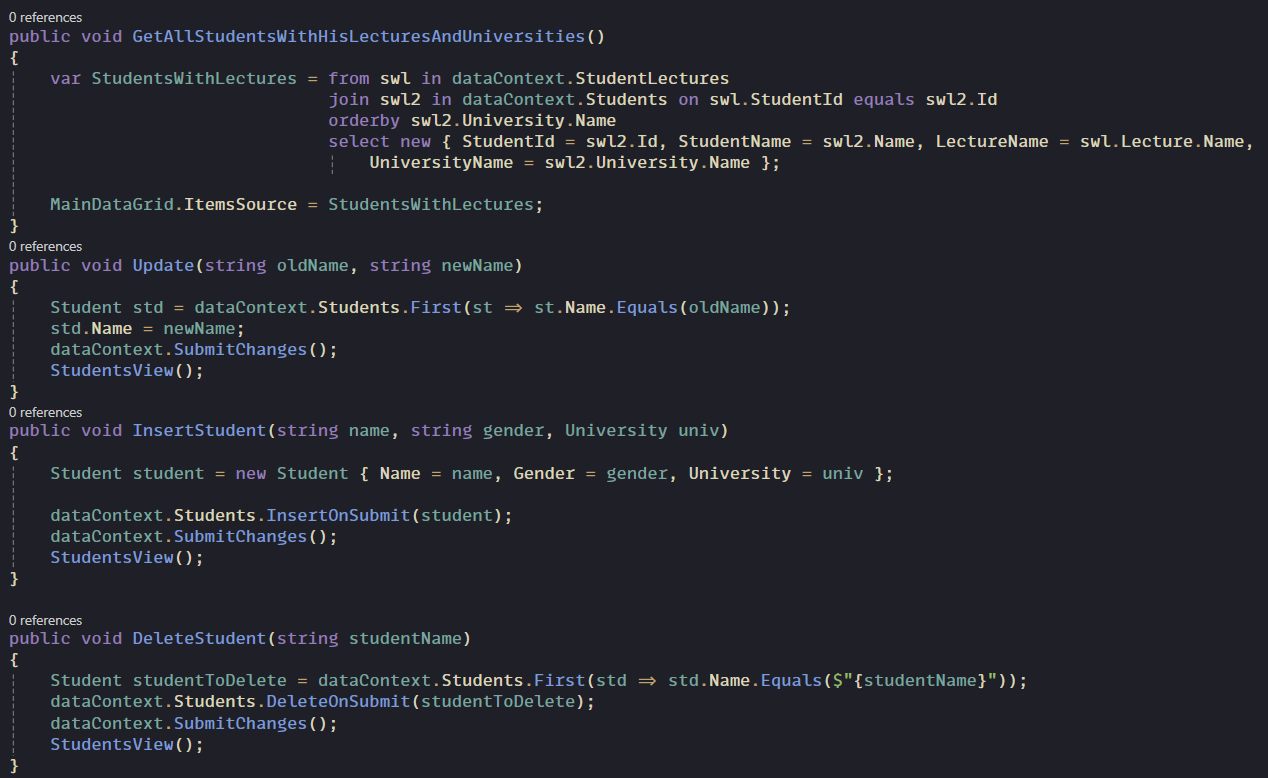 0 references
public void GetAllStudentsWithHisLecturesAndUniversities()
{
    var StudentsWithLectures = from swl in dataContext.StudentLectures
                               join swl2 in dataContext.Students on swl.StudentId equals swl2.Id
                               orderby swl2.University.Name
                               select new { StudentId = swl2.Id, StudentName = swl2.Name, LectureName = swl.Lecture.Name,
                                   UniversityName = swl2.University.Name };

    MainDataGrid.ItemsSource = StudentsWithLectures;
}
0 references
public void Update(string oldName, string newName)
{
    Student std = dataContext.Students.First(st => st.Name.Equals(oldName));
    std.Name = newName;
    dataContext.SubmitChanges();
    StudentsView();
}
0 references
public void InsertStudent(string name, string gender, University univ)
{
    Student student = new Student { Name = name, Gender = gender, University = univ };

    dataContext.Students.InsertOnSubmit(student);
    dataContext.SubmitChanges();
    StudentsView();
}

0 references
public void DeleteStudent(string studentName)
{
    Student studentToDelete = dataContext.Students.First(std => std.Name.Equals($"{studentName}"));
    dataContext.Students.DeleteOnSubmit(studentToDelete);
    dataContext.SubmitChanges();
    StudentsView();
}